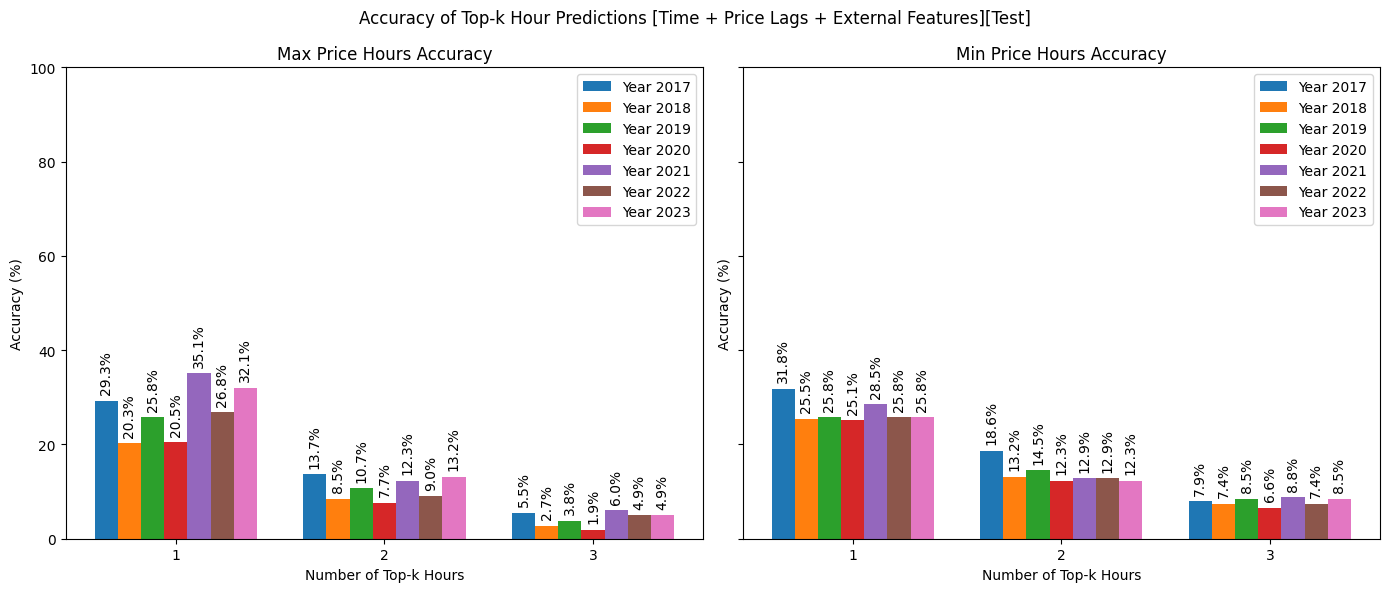 Accuracy of Top-k Hour Predictions [Time + Price Lags + External Features][Test]
Max Price Hours Accuracy
Accuracy (%)
100
80
60
40
20
0
29.3%
20.3%
25.8%
20.5%
35.1%
26.8%
32.1%
13.7%
8.5%
10.7%
7.7%
12.3%
9.0%
13.2%
5.5%
2.7%
3.8%
1.9%
6.0%
4.9%
4.9%
Year 2017
Year 2018
Year 2019
Year 2020
Year 2021
Year 2022
Year 2023
1
2
3
Number of Top-k Hours
Min Price Hours Accuracy
Accuracy (%)
31.8%
25.5%
25.8%
25.1%
28.5%
25.8%
25.8%
18.6%
13.2%
14.5%
12.3%
12.9%
12.9%
12.3%
7.9%
7.4%
8.5%
6.6%
8.8%
7.4%
8.5%
Year 2017
Year 2018
Year 2019
Year 2020
Year 2021
Year 2022
Year 2023
1
2
3
Number of Top-k Hours